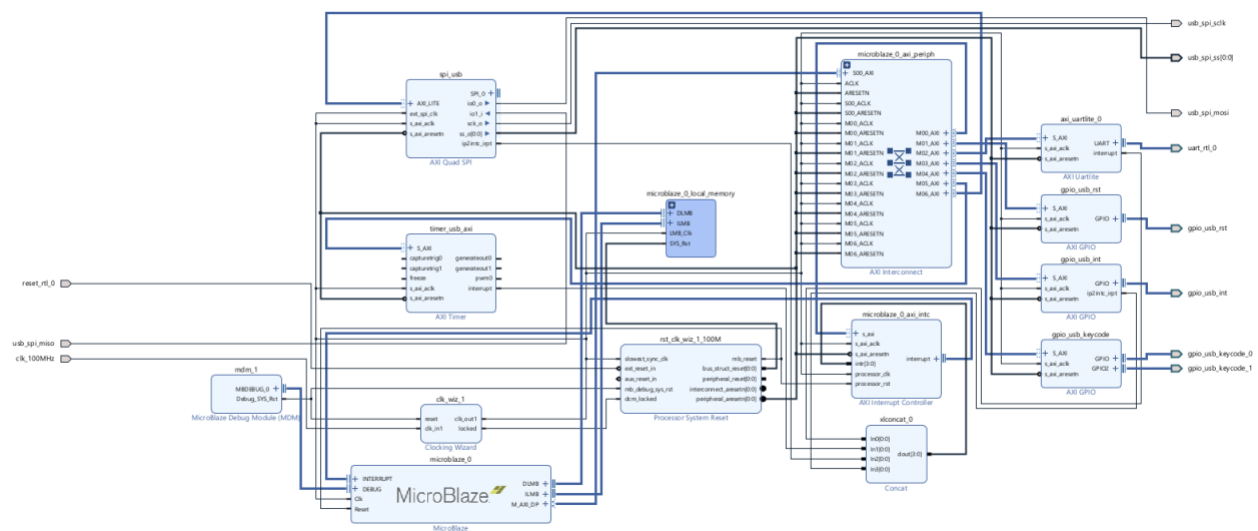 usb_spi_sclk
usb_spi_ss[0:0]
usb_spi_mosi
uart_rtl_0
gpio_usb_rst
gpio_usb_int
gpio_usb_keycode_0
gpio_usb_keycode_1
reset_rtl_0
usb_spi_miso
clk_100MHz
spi_usb
SPI_0
AXI_LITE
io0_o
ext_spi_clk
io1_i
s_axi_aclk
sck_o
s_axi_aresetn
ss_o[0:0]
ip2intc_irpt
AXI Quad SPI
timer_usb_axi
S_AXI
capturetrig0
generateout0
capturetrig1
generateout1
freeze
pwm0
s_axi_aclk
interrupt
s_axi_aresetn
AXI Timer
mdm_1
MBDEBUG_0
Debug_SYS_Rst
MicroBlaze Debug Module (MDM)
clk_wiz_1
reset
clk_out1
clk_in1
locked
Clocking Wizard
microblaze_0
INTERRUPT
DEBUG
Clk
Reset
MicroBlaze
DLMB
ILMB
M_AXI_DP
MicroBlaze
microblaze_0_local_memory
DLMB
ILMB
LMB_Clk
SYS_Rst
rst_clk_wiz_1_100M
slowest_sync_clk
mb_reset
ext_reset_in
bus_struct_reset[0:0]
aux_reset_in
peripheral_reset[0:0]
mb_debug_sys_rst
interconnect_aresetn[0:0]
dcm_locked
peripheral_aresetn[0:0]
Processor System Reset
microblaze_0_axi_periph
S00_AXI
ACLK
ARESETN
S00_ACLK
S00_ARESETN
M00_ACLK
M00_ARESETN
M00_AXI
M01_ACLK
M01_AXI
M01_ARESETN
M02_AXI
M02_ACLK
M03_AXI
M02_ARESETN
M04_AXI
M03_ACLK
M05_AXI
M03_ARESETN
M06_AXI
M04_ACLK
M04_ARESETN
M05_ACLK
M05_ARESETN
M06_ACLK
M06_ARESETN
AXI Interconnect
microblaze_0_axi_intc
s_axi
s_axi_aclk
s_axi_aresetn
interrupt
intr[3:0]
processor_clk
processor_rst
AXI Interrupt Controller
xlconcat_0
In0[0:0]
In1[0:0]
dout[3:0]
In2[0:0]
In3[0:0]
Concat
axi_uartlite_0
S_AXI
UART
s_axi_aclk
interrupt
s_axi_aresetn
AXI Uartlite
gpio_usb_rst
S_AXI
s_axi_aclk
GPIO
s_axi_aresetn
AXI GPIO
gpio_usb_int
S_AXI
GPIO
s_axi_aclk
ip2intc_irpt
s_axi_aresetn
AXI GPIO
gpio_usb_keycode
S_AXI
GPIO
s_axi_aclk
GPIO2
s_axi_aresetn
AXI GPIO